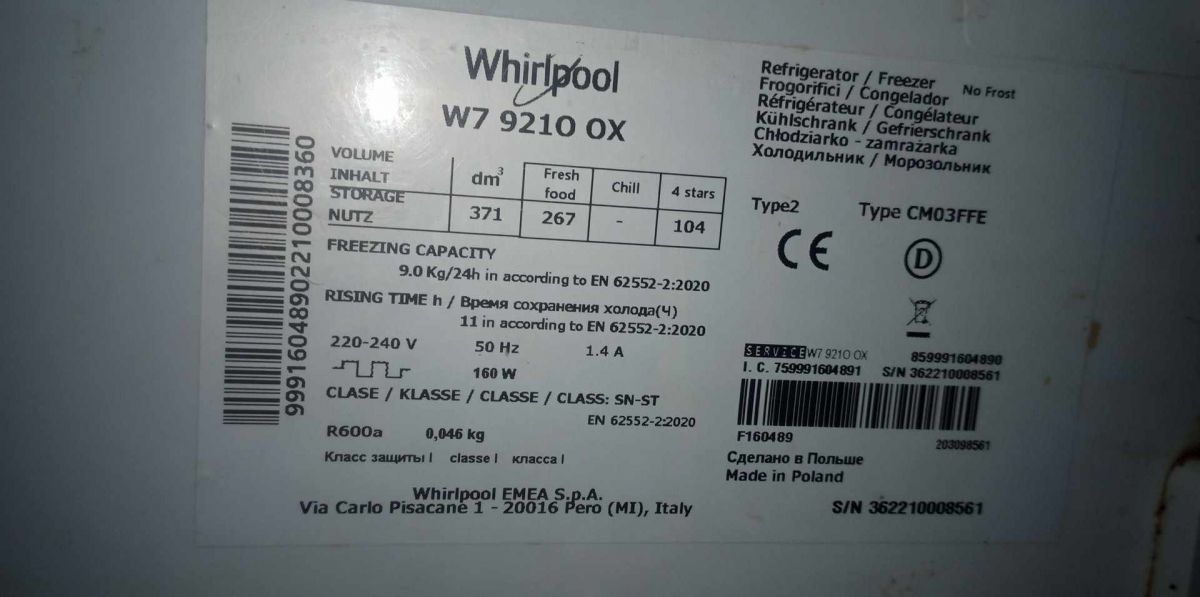 Whirlpool
W7 921O OX
Refrigerator / Freezer No Frost
Frogorifici / Congelador
Réfrigérateur / Congélateur
Kühlschrank / Gefrierschrank
Chłodziarko - zamrażarka
Холодильник / Морозольник
99916048902210008360
VOLUME
INHALT
STORAGE
NUTZ
dm³ Fresh food Chill 4 stars
371 267 - 104
FREEZING CAPACITY
9.0 Kg/24h in according to EN 62552-2:2020
RISING TIME h / Время сохранения холода(Ч)
11 in according to EN 62552-2:2020
220-240 V 50 Hz 1.4 A
160 W
CLASE / KLASSE / CLASSE / CLASS: SN-ST
EN 62552-2:2020
R600a 0,046 kg
Класс защиты I classe I класса I
Whirlpool EMEA S.p.A.
Via Carlo Pisacane 1 - 20016 Pero (MI), Italy
Type2 Type CM03FFE
CE D
SERVICE W7 921O OX 859991604890
I. C. 759991604891 S/N 362210008561
F160489 203098561
Сделано в Польше
Made in Poland
S/N 362210008561